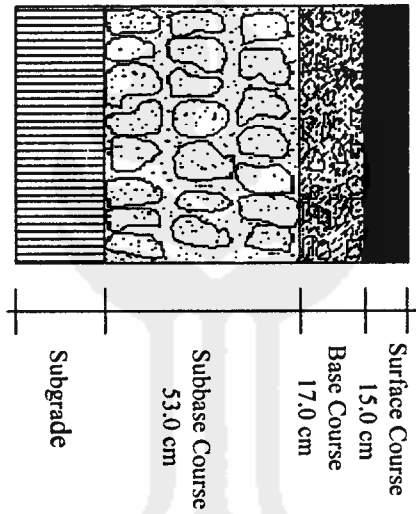 Surface Course
15.0 cm
Base Course
17.0 cm
Subbase Course
53.0 cm
Subgrade